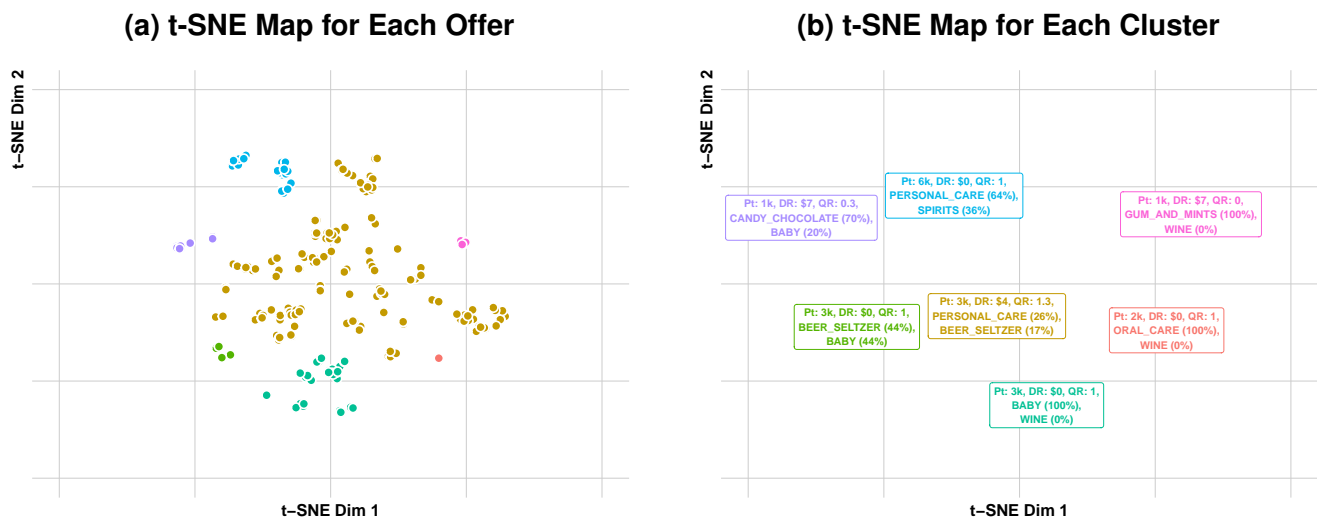 (a) t-SNE Map for Each Offer
t−SNE Dim 2
t−SNE Dim 1
(b) t-SNE Map for Each Cluster
t−SNE Dim 2
Pt: 6k, DR: $0, QR: 1,
PERSONAL_CARE (64%),
SPIRITS (36%)
Pt: 1k, DR: $7, QR: 0.3,
CANDY_CHOCOLATE (70%),
BABY (20%)
Pt: 1k, DR: $7, QR: 0,
GUM_AND_MINTS (100%),
WINE (0%)
Pt: 3k, DR: $0, QR: 1,
BEER_SELTZER (44%),
BABY (44%)
Pt: 3k, DR: $4, QR: 1.3,
PERSONAL_CARE (26%),
BEER_SELTZER (17%)
Pt: 2k, DR: $0, QR: 1,
ORAL_CARE (100%),
WINE (0%)
Pt: 3k, DR: $0, QR: 1,
BABY (100%),
WINE (0%)
t−SNE Dim 1